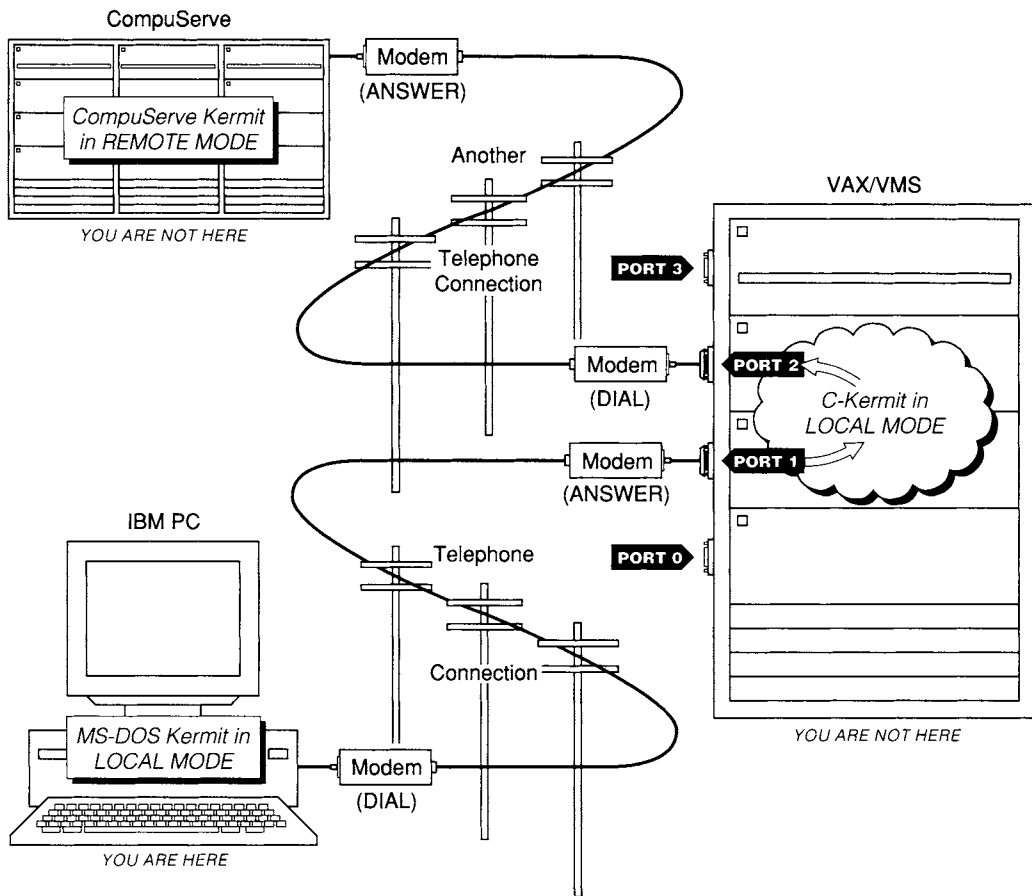 CompuServe
Modem
(ANSWER)
CompuServe Kermit
in REMOTE MODE
YOU ARE NOT HERE
Another
Telephone
Connection
VAX/VMS
PORT 3
Modem
(DIAL)
PORT 2
C-Kermit in
LOCAL MODE
Modem
(ANSWER)
PORT 1
IBM PC
Telephone
Connection
PORT 0
YOU ARE NOT HERE
MS-DOS Kermit in
LOCAL MODE
Modem
(DIAL)
YOU ARE HERE